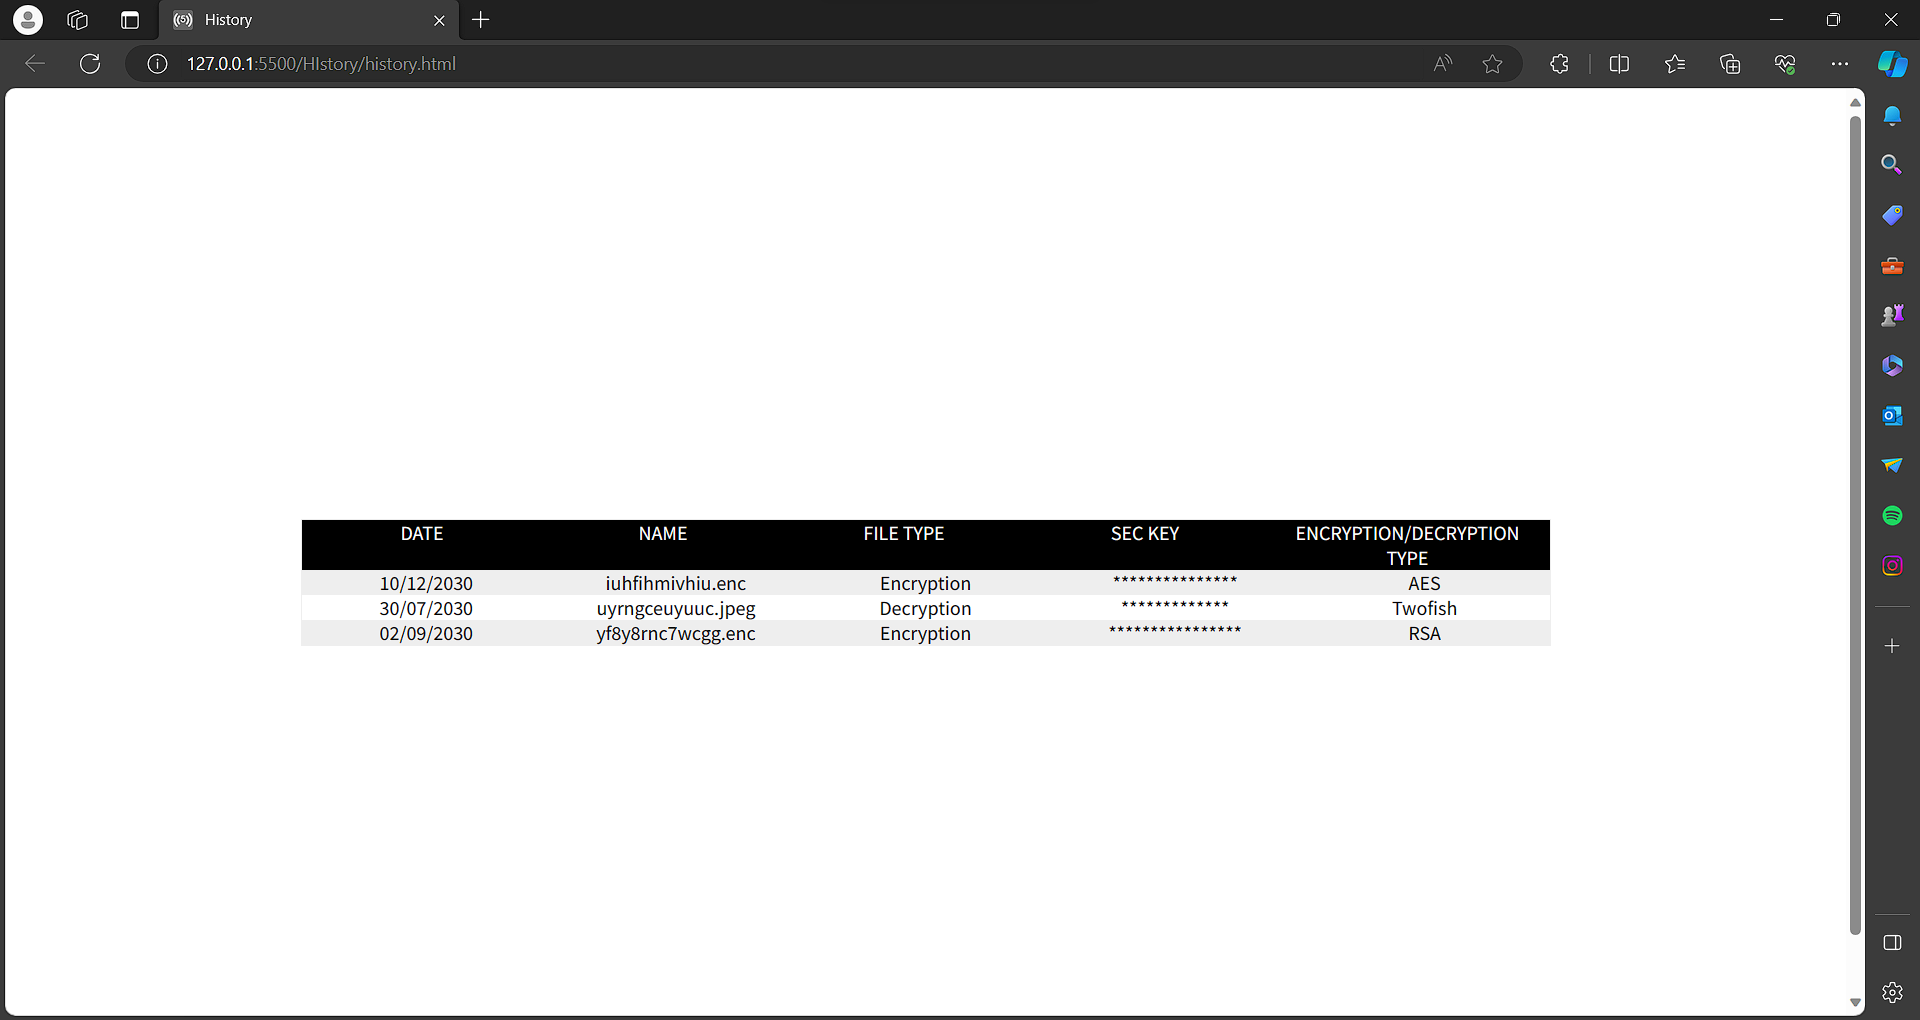 History
127.0.0.1:5500/HIstory/history.html
DATE NAME FILE TYPE SEC KEY ENCRYPTION/DECRYPTION
TYPE
10/12/2030 iuhfihmivhiu.enc Encryption *************** AES
30/07/2030 uyrngceuyuuc.jpeg Decryption ************* Twofish
02/09/2030 yf8y8rnc7wcgg.enc Encryption **************** RSA